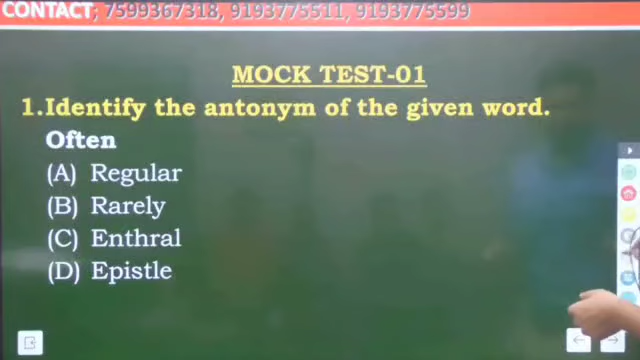 CONTACT; 7599367318, 9193775511, 9193775599
MOCK TEST-01
1.Identify the antonym of the given word.
Often
(A) Regular
(B) Rarely
(C) Enthral
(D) Epistle